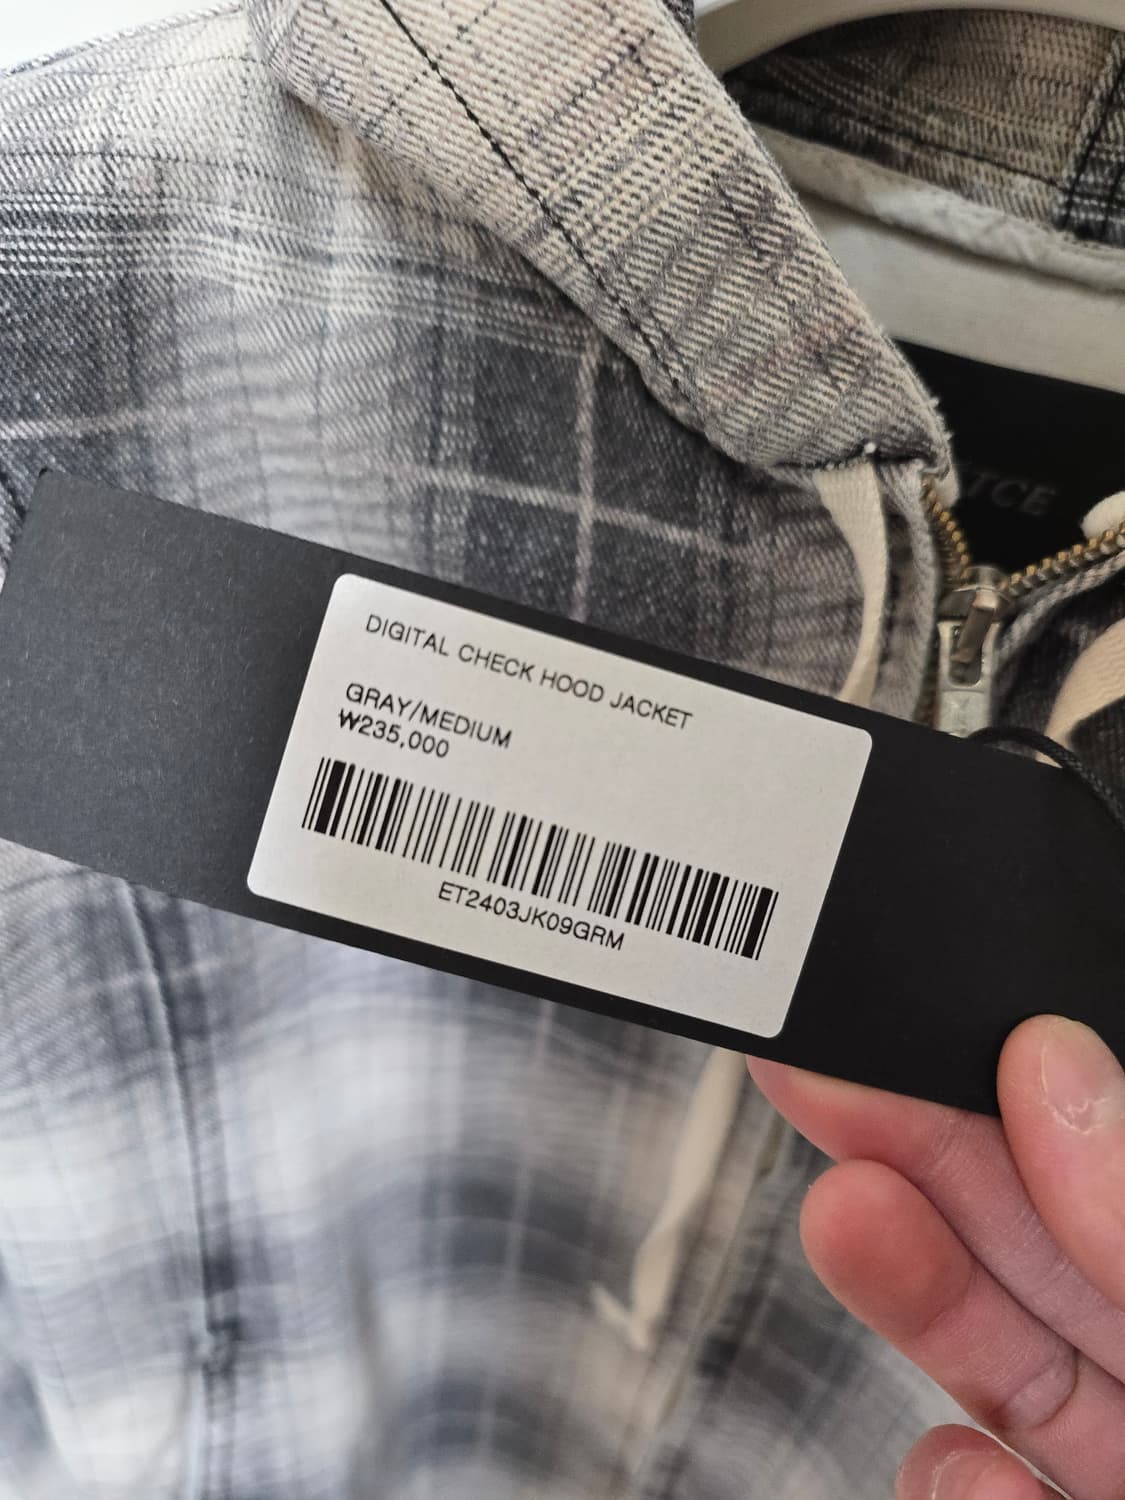 DIGITAL CHECK HOOD JACKET
GRAY/MEDIUM
₩235,000
ET2403JK09GRM